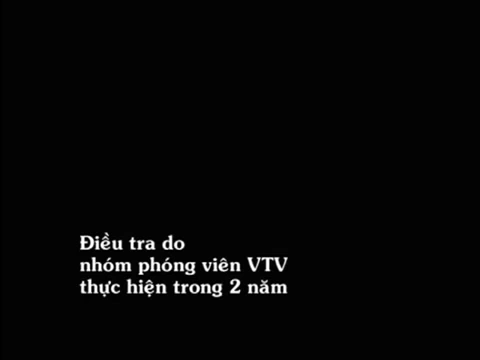 Điều tra do
nhóm phóng viên VTV
thực hiện trong 2 năm